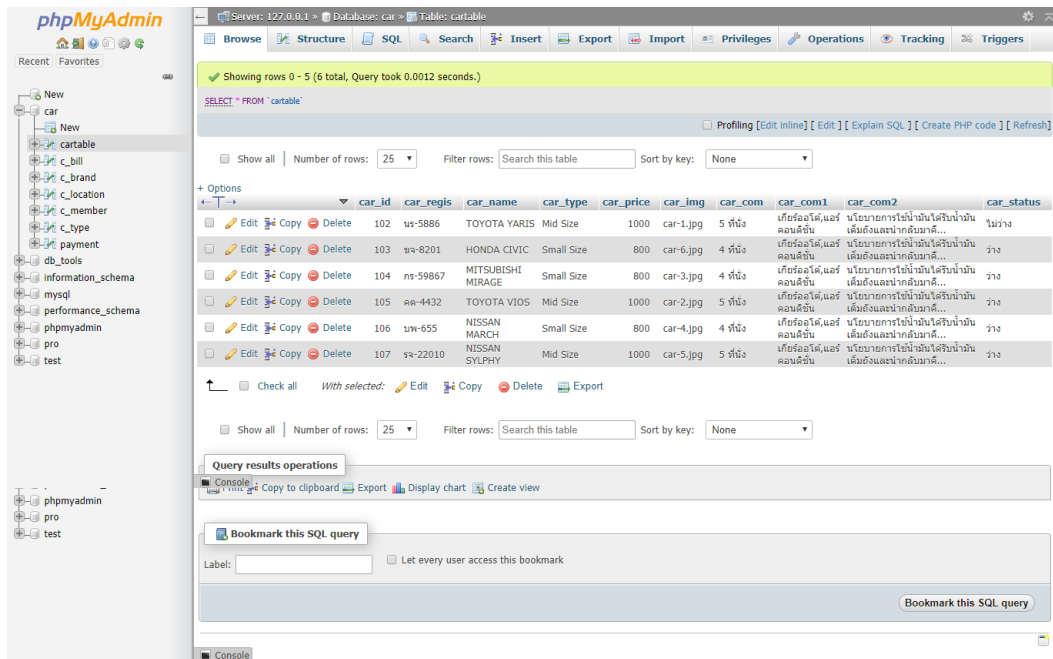 phpMyAdmin
Recent Favorites
New
car
New
cartable
c_bill
c_brand
c_location
c_member
c_type
payment
db_tools
information_schema
mysql
performance_schema
phpmyadmin
pro
test
phpmyadmin
pro
test
Server: 127.0.0.1 » Database: car » Table: cartable
Browse Structure SQL Search Insert Export Import Privileges Operations Tracking Triggers
Showing rows 0 - 5 (6 total, Query took 0.0012 seconds.)
SELECT * FROM `cartable`
Profiling [Edit inline] [ Edit ] [ Explain SQL ] [ Create PHP code ] [ Refresh]
Show all | Number of rows: 25 Filter rows: Search this table Sort by key: None
+ Options
←T→ car_id car_regis car_name car_type car_price car_img car_com car_com1 car_com2 car_status
Edit Copy Delete 102 นร-5886 TOYOTA YARIS Mid Size 1000 car-1.jpg 5 ที่นั่ง เกียร์ออโต้,แอร์คอนดิชั่น นโยบายการใช้น้ำมันได้รับน้ำมันเต็มถังและนำกลับมาคื... ไม่ว่าง
Edit Copy Delete 103 ขจ-8201 HONDA CIVIC Small Size 800 car-6.jpg 4 ที่นั่ง เกียร์ออโต้,แอร์คอนดิชั่น นโยบายการใช้น้ำมันได้รับน้ำมันเต็มถังและนำกลับมาคื... ว่าง
Edit Copy Delete 104 กร-59867 MITSUBISHI MIRAGE Small Size 800 car-3.jpg 4 ที่นั่ง เกียร์ออโต้,แอร์คอนดิชั่น นโยบายการใช้น้ำมันได้รับน้ำมันเต็มถังและนำกลับมาคื... ว่าง
Edit Copy Delete 105 คค-4432 TOYOTA VIOS Mid Size 1000 car-2.jpg 5 ที่นั่ง เกียร์ออโต้,แอร์คอนดิชั่น นโยบายการใช้น้ำมันได้รับน้ำมันเต็มถังและนำกลับมาคื... ว่าง
Edit Copy Delete 106 บพ-655 NISSAN MARCH Small Size 800 car-4.jpg 4 ที่นั่ง เกียร์ออโต้,แอร์คอนดิชั่น นโยบายการใช้น้ำมันได้รับน้ำมันเต็มถังและนำกลับมาคื... ว่าง
Edit Copy Delete 107 รจ-22010 NISSAN SYLPHY Mid Size 1000 car-5.jpg 5 ที่นั่ง เกียร์ออโต้,แอร์คอนดิชั่น นโยบายการใช้น้ำมันได้รับน้ำมันเต็มถังและนำกลับมาคื... ว่าง
Check all With selected: Edit Copy Delete Export
Show all | Number of rows: 25 Filter rows: Search this table Sort by key: None
Query results operations
Console
Copy to clipboard Export Display chart Create view
Bookmark this SQL query
Label: Let every user access this bookmark
Bookmark this SQL query
Console